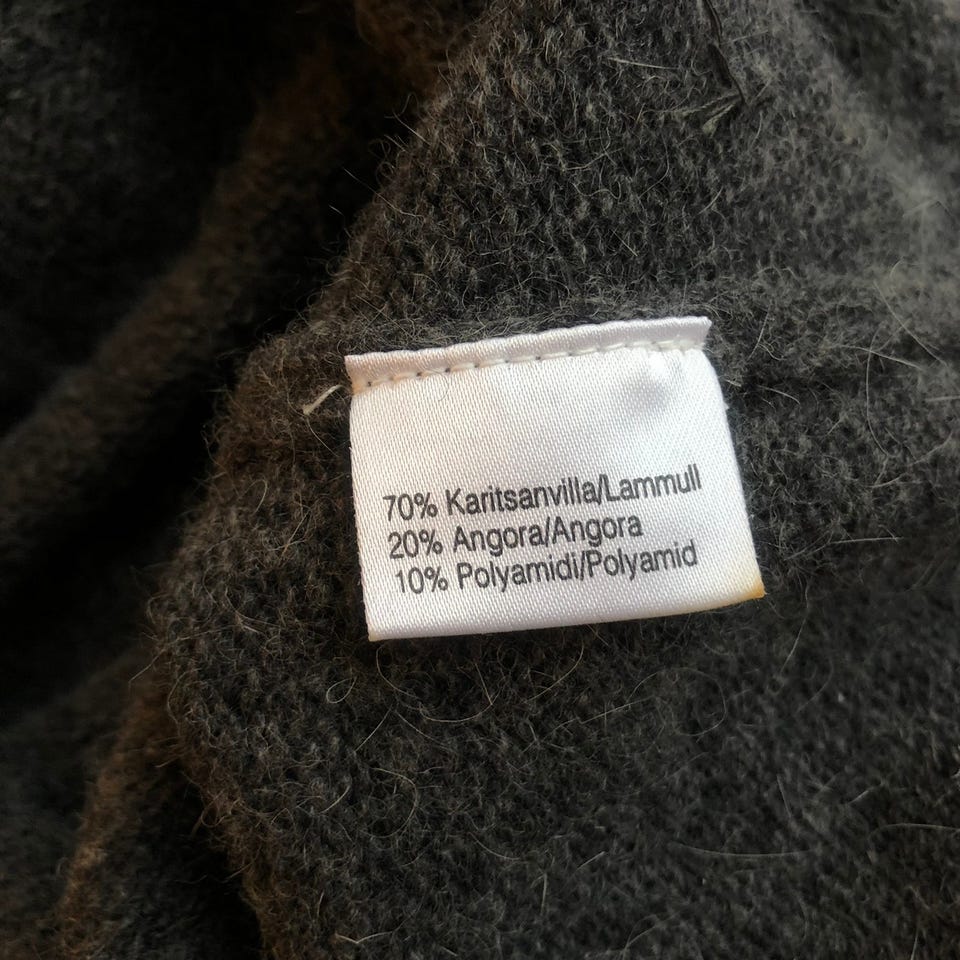 70% Karitsanvilla/Lammull
20% Angora/Angora
10% Polyamidi/Polyamid